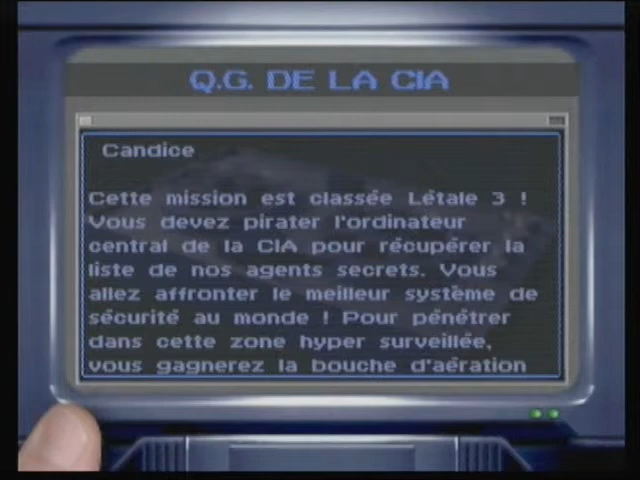 Q.G. DE LA CIA
Candice
Cette mission est classée Létale 3 !
Vous devez pirater l'ordinateur
central de la CIA pour récupérer la
liste de nos agents secrets. Vous
allez affronter le meilleur système de
sécurité au monde ! Pour pénétrer
dans cette zone hyper surveillée,
vous gagnerez la bouche d'aération